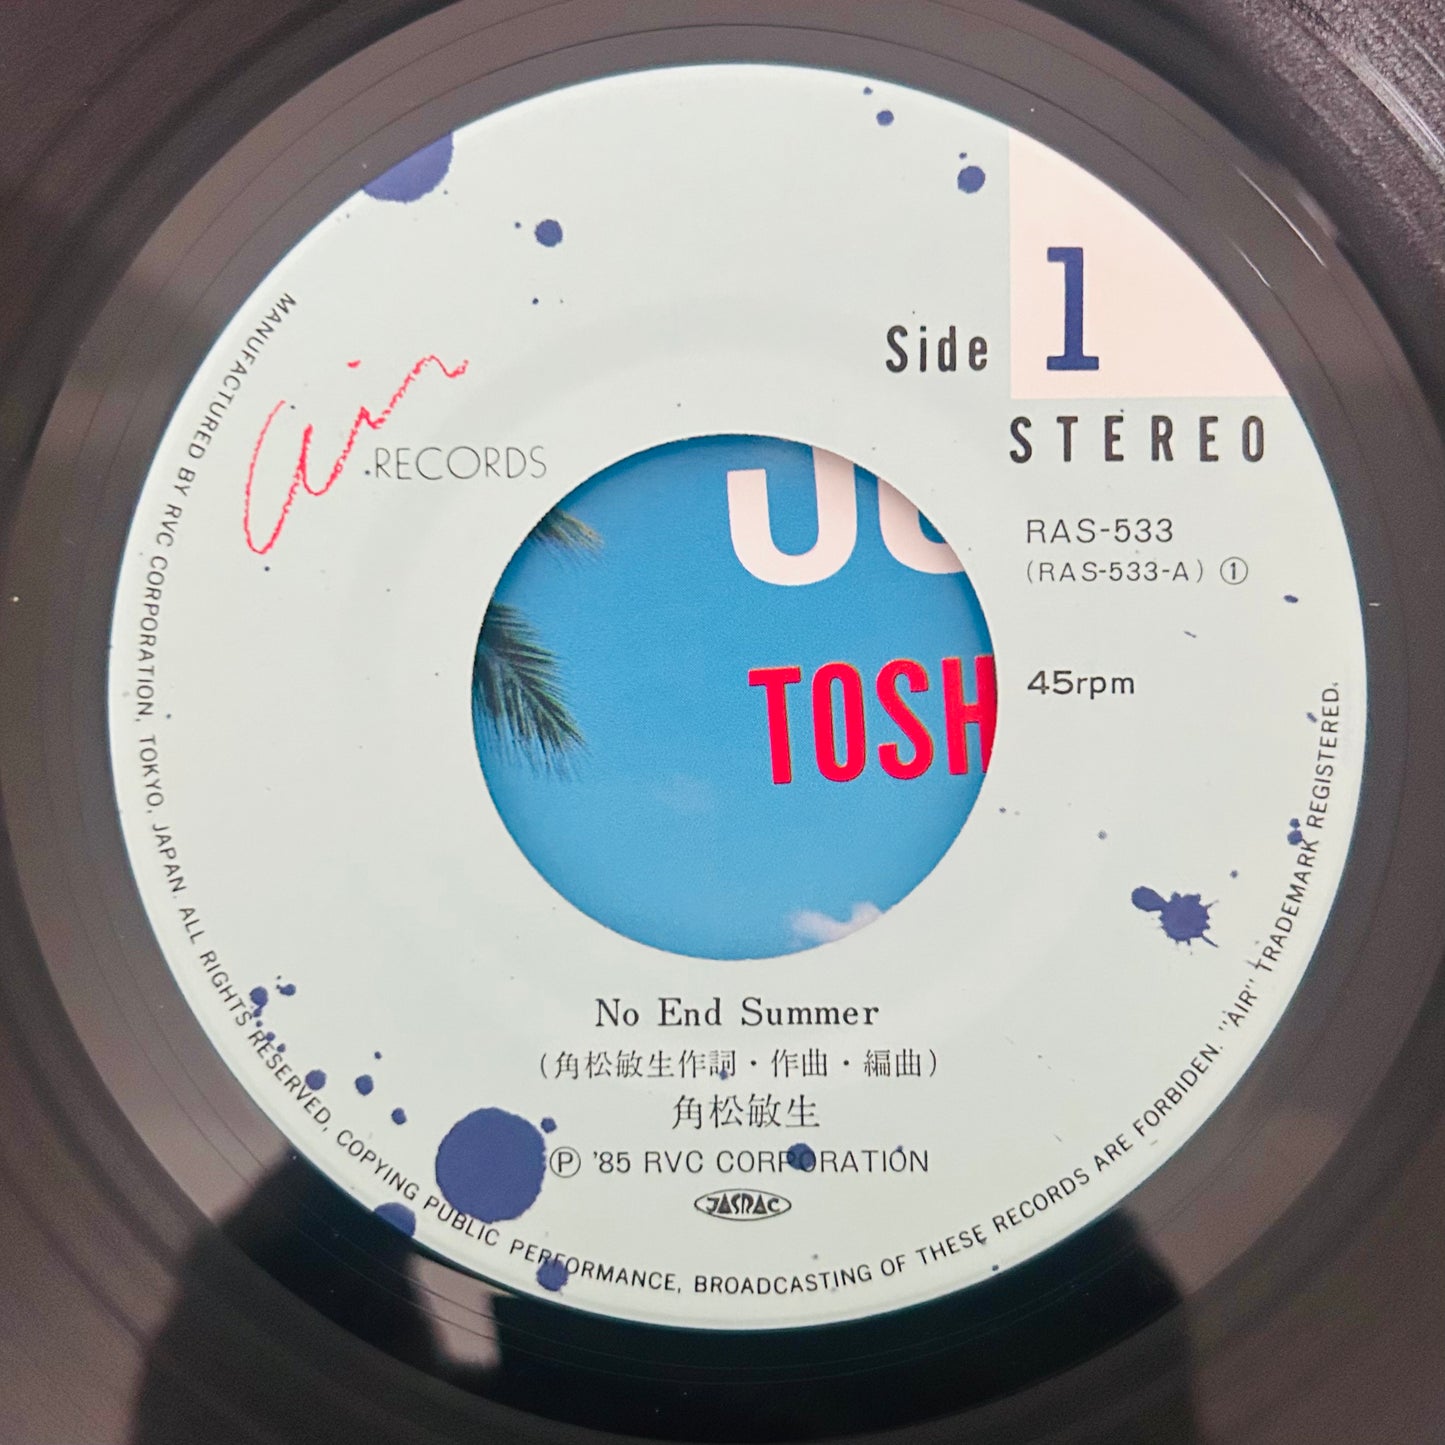 Side 1
STEREO
air RECORDS
RAS-533
(RAS-533-A) ①
45rpm
JU
TOSH
No End Summer
(角松敏生作詞・作曲・編曲)
角松敏生
Ⓟ '85 RVC CORPORATION
JASRAC
MANUFACTURED BY RVC CORPORATION, TOKYO, JAPAN. ALL RIGHTS RESERVED, COPYING PUBLIC PERFORMANCE, BROADCASTING OF THESE RECORDS ARE FORBIDEN. "AIR" TRADEMARK REGISTERED.